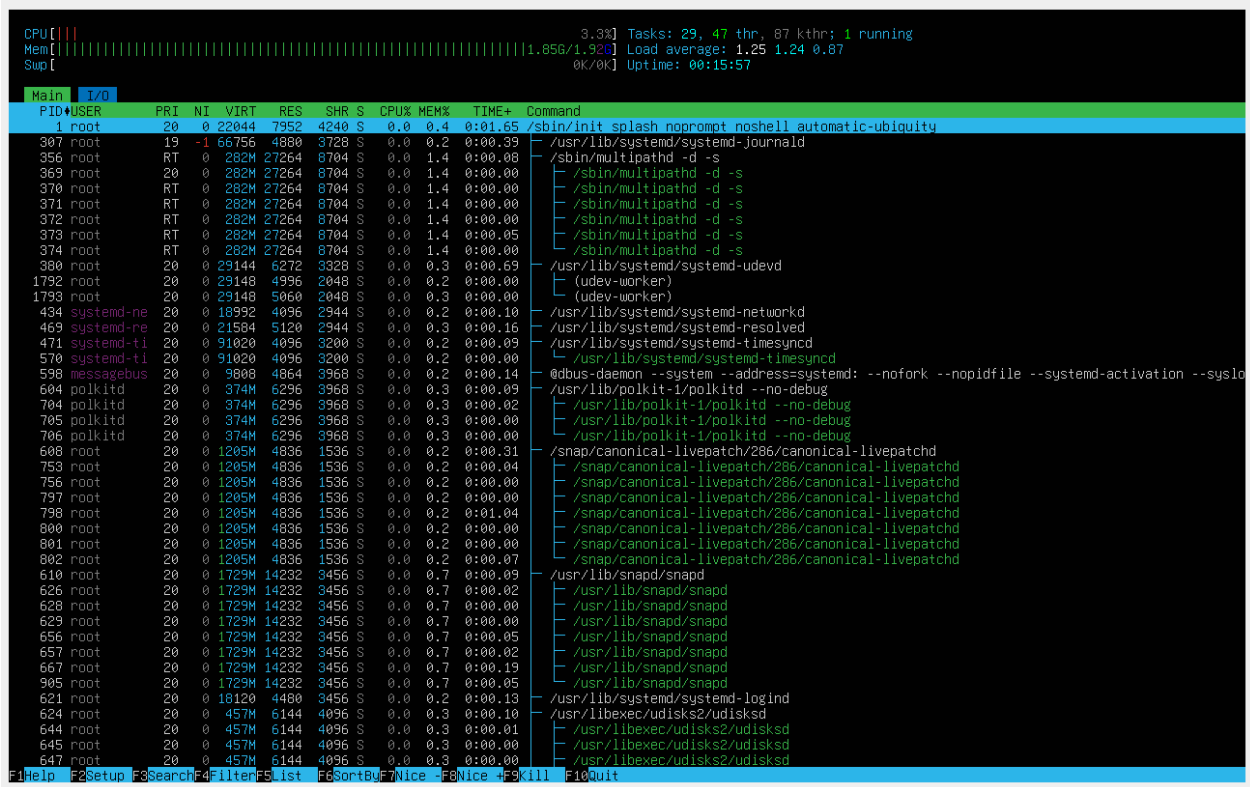 CPU[||| 3.3%] Tasks: 29, 47 thr, 87 kthr; 1 running
Mem[||||||||||||||||||||||||||||||||||||||||||||||||||||||||||||1.85G/1.92G] Load average: 1.25 1.24 0.87
Swp[ 0K/0K] Uptime: 00:15:57
Main I/O
PID♦USER PRI NI VIRT RES SHR S CPU% MEM% TIME+ Command
1 root 20 0 22044 7952 4240 S 0.0 0.4 0:01.65 /sbin/init splash noprompt noshell automatic-ubiquity
307 root 19 -1 66756 4880 3728 S 0.0 0.2 0:00.39 ├─ /usr/lib/systemd/systemd-journald
356 root RT 0 282M 27264 8704 S 0.0 1.4 0:00.08 ├─ /sbin/multipathd -d -s
369 root 20 0 282M 27264 8704 S 0.0 1.4 0:00.00 │ ├─ /sbin/multipathd -d -s
370 root RT 0 282M 27264 8704 S 0.0 1.4 0:00.00 │ ├─ /sbin/multipathd -d -s
371 root RT 0 282M 27264 8704 S 0.0 1.4 0:00.00 │ ├─ /sbin/multipathd -d -s
372 root RT 0 282M 27264 8704 S 0.0 1.4 0:00.00 │ ├─ /sbin/multipathd -d -s
373 root RT 0 282M 27264 8704 S 0.0 1.4 0:00.05 │ ├─ /sbin/multipathd -d -s
374 root RT 0 282M 27264 8704 S 0.0 1.4 0:00.00 │ └─ /sbin/multipathd -d -s
380 root 20 0 29144 6272 3328 S 0.0 0.3 0:00.69 ├─ /usr/lib/systemd/systemd-udevd
1792 root 20 0 29148 4996 2048 S 0.0 0.2 0:00.00 │ ├─ (udev-worker)
1793 root 20 0 29148 5060 2048 S 0.0 0.3 0:00.00 │ └─ (udev-worker)
434 systemd-ne 20 0 18992 4096 2944 S 0.0 0.2 0:00.10 ├─ /usr/lib/systemd/systemd-networkd
469 systemd-re 20 0 21584 5120 2944 S 0.0 0.3 0:00.16 ├─ /usr/lib/systemd/systemd-resolved
471 systemd-ti 20 0 91020 4096 3200 S 0.0 0.2 0:00.09 ├─ /usr/lib/systemd/systemd-timesyncd
570 systemd-ti 20 0 91020 4096 3200 S 0.0 0.2 0:00.00 │ └─ /usr/lib/systemd/systemd-timesyncd
598 messagebus 20 0 9808 4864 3968 S 0.0 0.2 0:00.14 ├─ @dbus-daemon --system --address=systemd: --nofork --nopidfile --systemd-activation --syslo
604 polkitd 20 0 374M 6296 3968 S 0.0 0.3 0:00.09 ├─ /usr/lib/polkit-1/polkitd --no-debug
704 polkitd 20 0 374M 6296 3968 S 0.0 0.3 0:00.02 │ ├─ /usr/lib/polkit-1/polkitd --no-debug
705 polkitd 20 0 374M 6296 3968 S 0.0 0.3 0:00.00 │ ├─ /usr/lib/polkit-1/polkitd --no-debug
706 polkitd 20 0 374M 6296 3968 S 0.0 0.3 0:00.00 │ └─ /usr/lib/polkit-1/polkitd --no-debug
608 root 20 0 1205M 4836 1536 S 0.0 0.2 0:00.31 ├─ /snap/canonical-livepatch/286/canonical-livepatchd
753 root 20 0 1205M 4836 1536 S 0.0 0.2 0:00.04 │ ├─ /snap/canonical-livepatch/286/canonical-livepatchd
756 root 20 0 1205M 4836 1536 S 0.0 0.2 0:00.00 │ ├─ /snap/canonical-livepatch/286/canonical-livepatchd
797 root 20 0 1205M 4836 1536 S 0.0 0.2 0:00.00 │ ├─ /snap/canonical-livepatch/286/canonical-livepatchd
798 root 20 0 1205M 4836 1536 S 0.0 0.2 0:01.04 │ ├─ /snap/canonical-livepatch/286/canonical-livepatchd
800 root 20 0 1205M 4836 1536 S 0.0 0.2 0:00.00 │ ├─ /snap/canonical-livepatch/286/canonical-livepatchd
801 root 20 0 1205M 4836 1536 S 0.0 0.2 0:00.00 │ ├─ /snap/canonical-livepatch/286/canonical-livepatchd
802 root 20 0 1205M 4836 1536 S 0.0 0.2 0:00.07 │ └─ /snap/canonical-livepatch/286/canonical-livepatchd
610 root 20 0 1729M 14232 3456 S 0.0 0.7 0:00.09 ├─ /usr/lib/snapd/snapd
626 root 20 0 1729M 14232 3456 S 0.0 0.7 0:00.02 │ ├─ /usr/lib/snapd/snapd
628 root 20 0 1729M 14232 3456 S 0.0 0.7 0:00.00 │ ├─ /usr/lib/snapd/snapd
629 root 20 0 1729M 14232 3456 S 0.0 0.7 0:00.00 │ ├─ /usr/lib/snapd/snapd
656 root 20 0 1729M 14232 3456 S 0.0 0.7 0:00.05 │ ├─ /usr/lib/snapd/snapd
657 root 20 0 1729M 14232 3456 S 0.0 0.7 0:00.02 │ ├─ /usr/lib/snapd/snapd
667 root 20 0 1729M 14232 3456 S 0.0 0.7 0:00.19 │ ├─ /usr/lib/snapd/snapd
905 root 20 0 1729M 14232 3456 S 0.0 0.7 0:00.05 │ └─ /usr/lib/snapd/snapd
621 root 20 0 18120 4480 3456 S 0.0 0.2 0:00.13 ├─ /usr/lib/systemd/systemd-logind
624 root 20 0 457M 6144 4096 S 0.0 0.3 0:00.10 ├─ /usr/libexec/udisks2/udisksd
644 root 20 0 457M 6144 4096 S 0.0 0.3 0:00.01 │ ├─ /usr/libexec/udisks2/udisksd
645 root 20 0 457M 6144 4096 S 0.0 0.3 0:00.00 │ ├─ /usr/libexec/udisks2/udisksd
647 root 20 0 457M 6144 4096 S 0.0 0.3 0:00.00 │ ├─ /usr/libexec/udisks2/udisksd
F1Help F2Setup F3SearchF4FilterF5List F6SortByF7Nice -F8Nice +F9Kill F10Quit